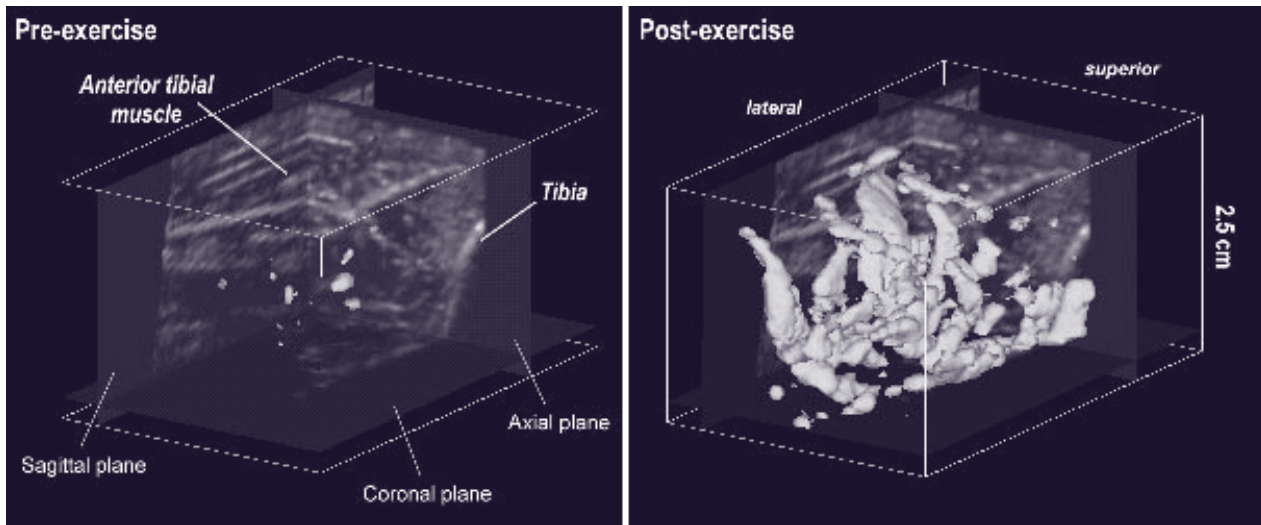 Pre-exercise
Anterior tibial
muscle
Tibia
Axial plane
Sagittal plane
Coronal plane
Post-exercise
superior
lateral
2.5 cm